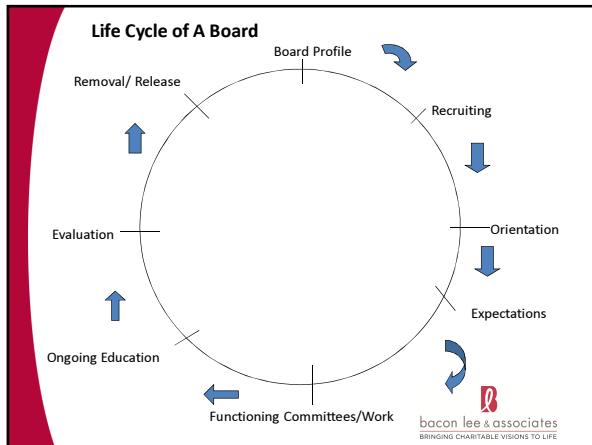 Life Cycle of A Board
Board Profile
Removal/ Release
Recruiting
Evaluation
Orientation
Expectations
Ongoing Education
Functioning Committees/Work
bl
bacon lee & associates
BRINGING CHARITABLE VISIONS TO LIFE